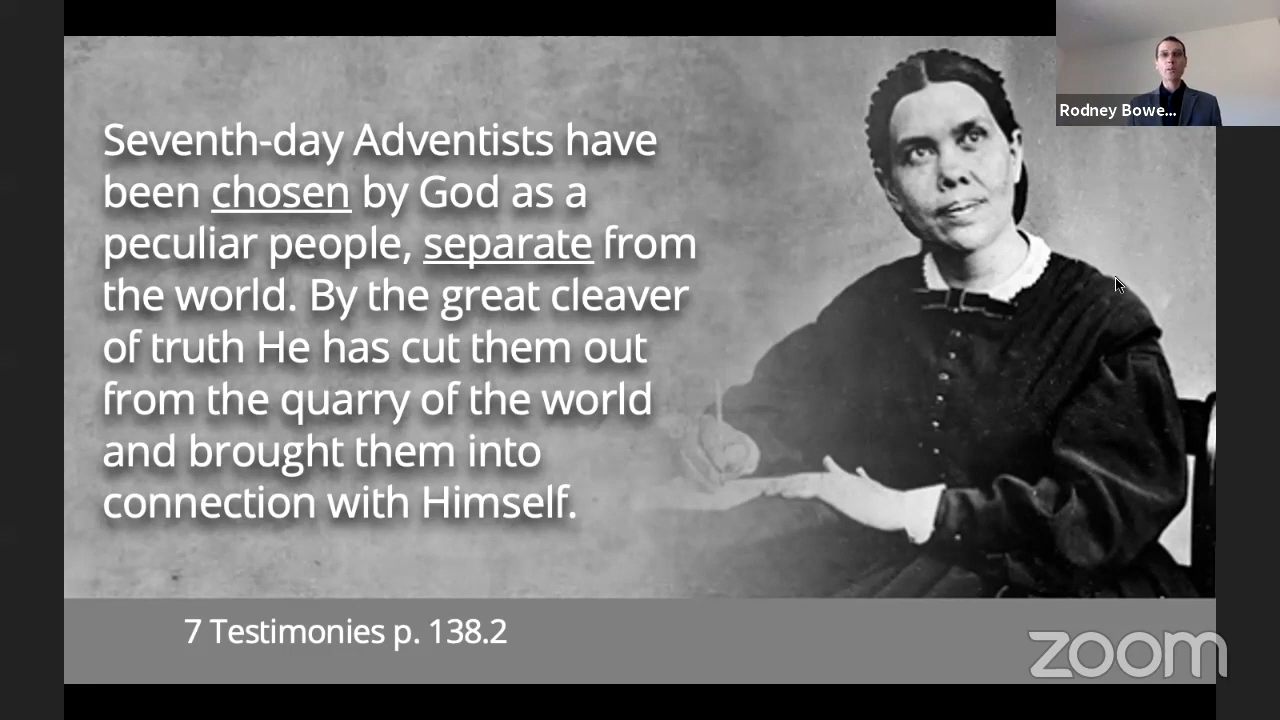 Rodney Bowe...
Seventh-day Adventists have
been chosen by God as a
peculiar people, separate from
the world. By the great cleaver
of truth He has cut them out
from the quarry of the world
and brought them into
connection with Himself.
7 Testimonies p. 138.2
zoom